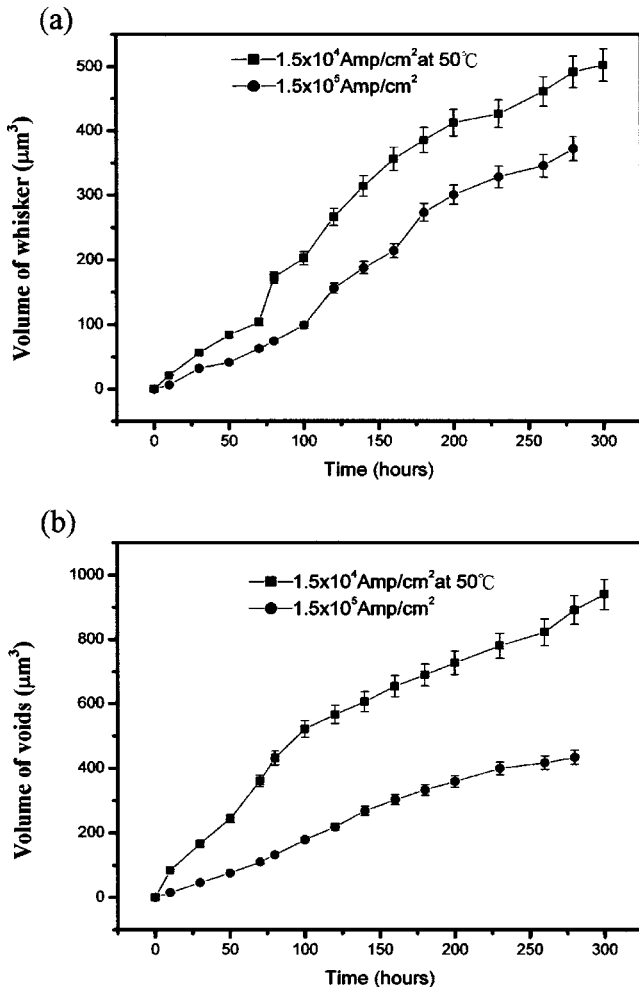 (a)
500
400
300
200
100
0
Volume of whisker (μm³)
1.5x10⁴Amp/cm² at 50℃
1.5x10⁵Amp/cm²
0 50 100 150 200 250 300
Time (hours)
(b)
1000
800
600
400
200
0
Volume of voids (μm³)
1.5x10⁴Amp/cm² at 50℃
1.5x10⁵Amp/cm²
0 50 100 150 200 250 300
Time (hours)